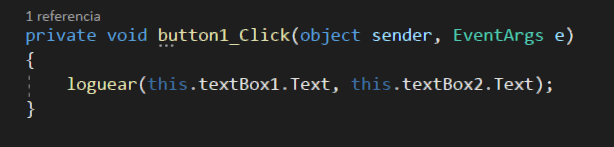 1 referencia
private void button1_Click(object sender, EventArgs e)
{
loguear(this.textBox1.Text, this.textBox2.Text);
}